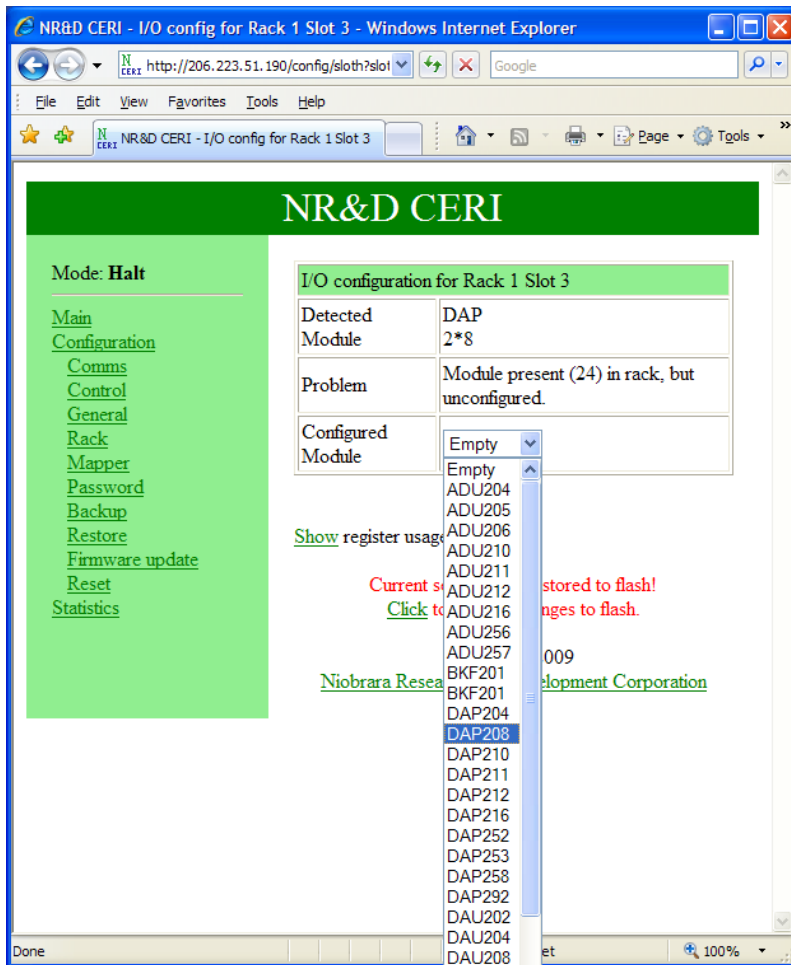 NR&D CERI - I/O config for Rack 1 Slot 3 - Windows Internet Explorer
N CERI http://206.223.51.190/config/sloth?slot
Google
File Edit View Favorites Tools Help
N CERI NR&D CERI - I/O config for Rack 1 Slot 3
Page Tools »
NR&D CERI
Mode: Halt
Main
Configuration
Comms
Control
General
Rack
Mapper
Password
Backup
Restore
Firmware update
Reset
Statistics
I/O configuration for Rack 1 Slot 3
Detected Module
DAP
2*8
Problem
Module present (24) in rack, but
unconfigured.
Configured
Module
Empty
Empty
ADU204
ADU205
ADU206
ADU210
ADU211
ADU212
ADU216
ADU256
ADU257
BKF201
BKF201
DAP204
DAP208
DAP210
DAP211
DAP212
DAP216
DAP252
DAP253
DAP258
DAP292
DAU202
DAU204
DAU208
Show register usage
Current stored to flash!
Click to nges to flash.
009
Niobrara Resea elopment Corporation
Done
et
100%